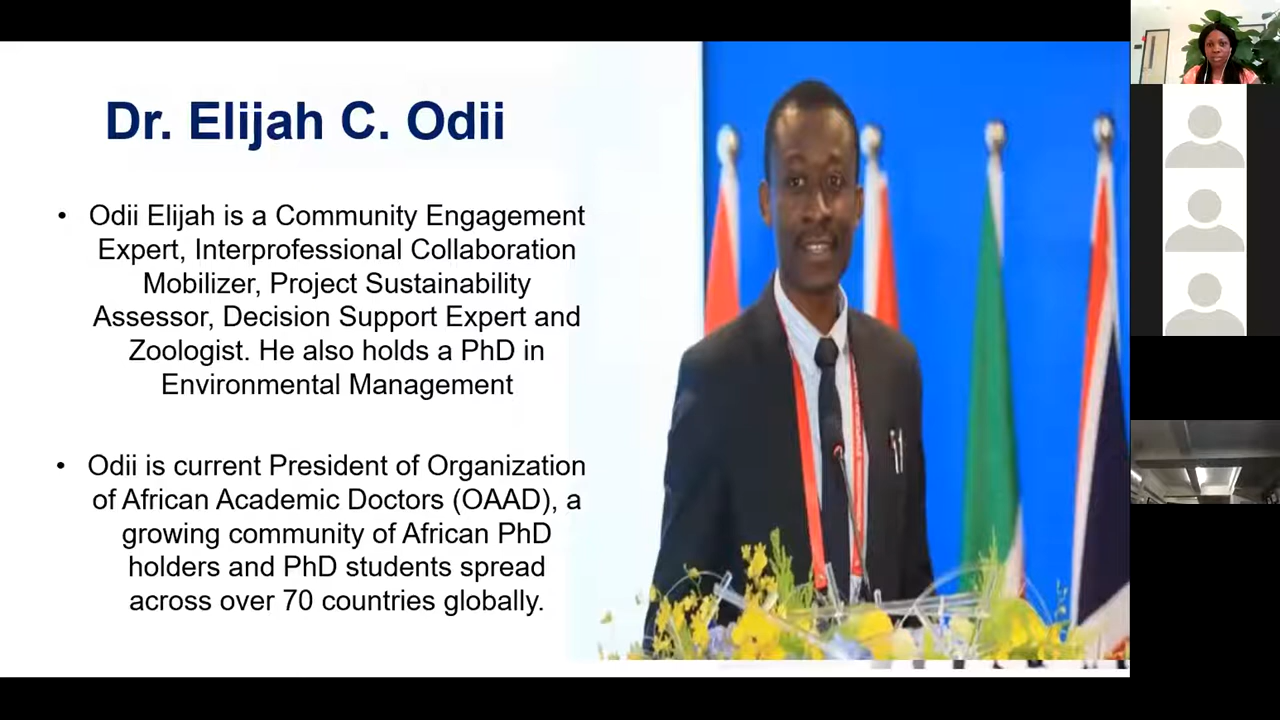 Dr. Elijah C. Odii
• Odii Elijah is a Community Engagement
Expert, Interprofessional Collaboration
Mobilizer, Project Sustainability
Assessor, Decision Support Expert and
Zoologist. He also holds a PhD in
Environmental Management
• Odii is current President of Organization
of African Academic Doctors (OAAD), a
growing community of African PhD
holders and PhD students spread
across over 70 countries globally.